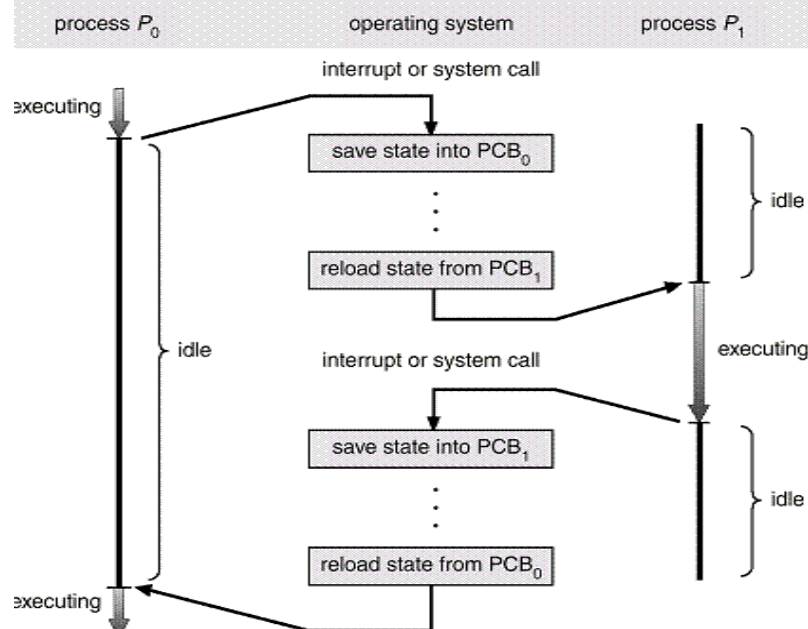 process P₀ operating system process P₁
interrupt or system call
executing
save state into PCB₀
idle
reload state from PCB₁
idle
executing
interrupt or system call
save state into PCB₁
idle
reload state from PCB₀
executing